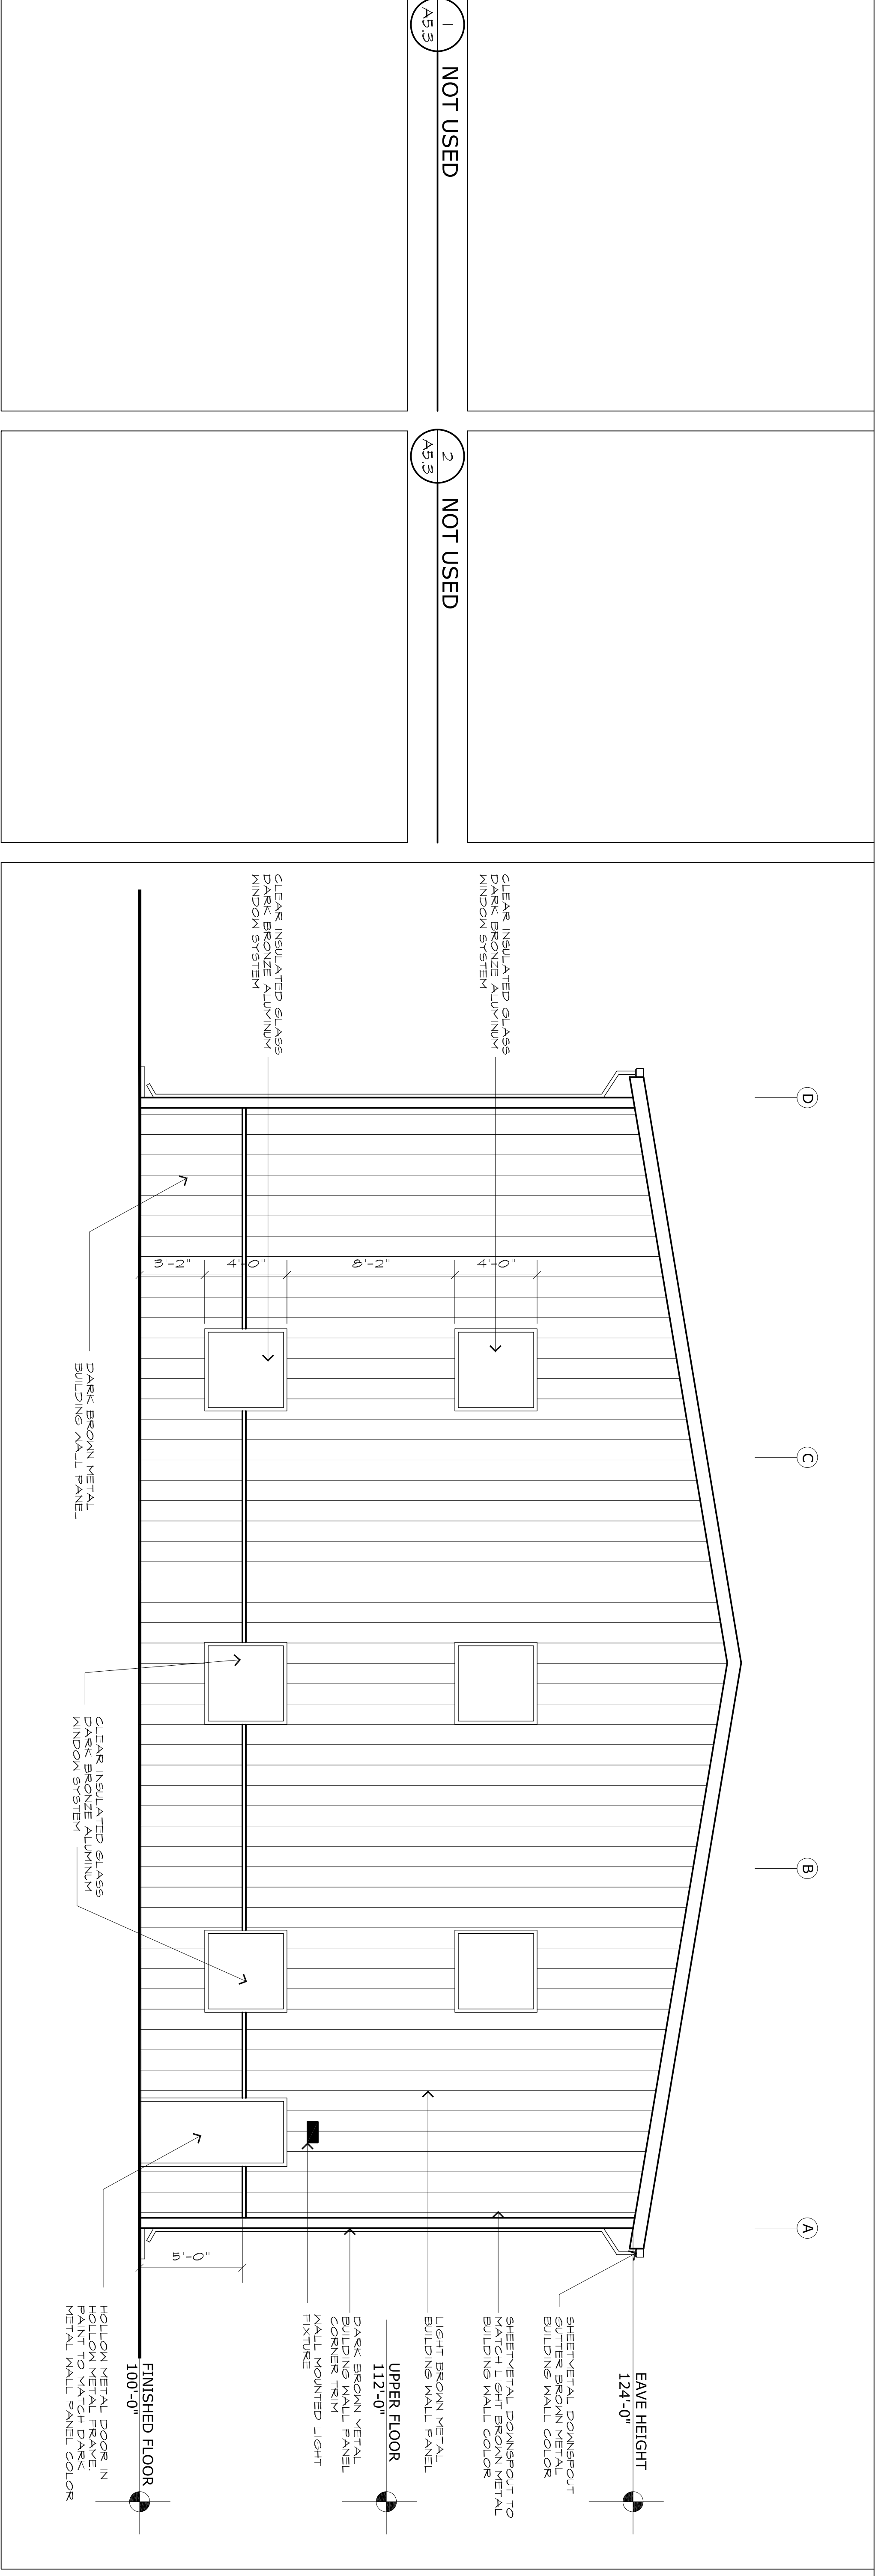 1
A5.3
NOT USED
2
A5.3
NOT USED
D
C
B
A
CLEAR INSULATED GLASS
DARK BRONZE ALUMINUM
WINDOW SYSTEM
CLEAR INSULATED GLASS
DARK BRONZE ALUMINUM
WINDOW SYSTEM
4'-0"
8'-2"
4'-0"
3'-2"
DARK BROWN METAL
BUILDING WALL PANEL
CLEAR INSULATED GLASS
DARK BRONZE ALUMINUM
WINDOW SYSTEM
5'-0"
SHEETMETAL DOWNSPOUT
GUTTER BROWN METAL
BUILDING WALL COLOR
SHEETMETAL DOWNSPOUT TO
MATCH LIGHT BROWN METAL
BUILDING WALL COLOR
LIGHT BROWN METAL
BUILDING WALL PANEL
DARK BROWN METAL
BUILDING WALL PANEL
CORNER TRIM
WALL MOUNTED LIGHT
FIXTURE
HOLLOW METAL DOOR IN
HOLLOW METAL FRAME.
PAINT TO MATCH DARK
METAL WALL PANEL COLOR
EAVE HEIGHT
124'-0"
UPPER FLOOR
112'-0"
FINISHED FLOOR
100'-0"